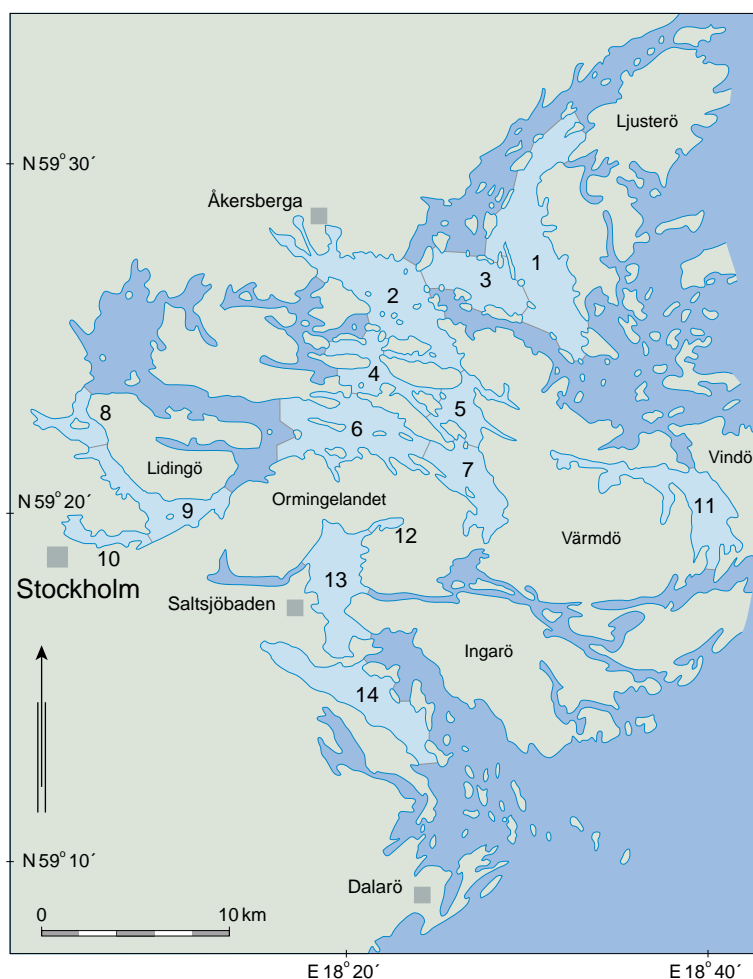 Ljusterö
N 59° 30´
Åkersberga
1
3
2
4
5
8
6
Lidingö
7
Vindö
11
Ormingelandet
N 59° 20´
9
12
Värmdö
10
Stockholm
13
Saltsjöbaden
Ingarö
14
N 59° 10´
Dalarö
0 10 km
E 18° 20´ E 18° 40´